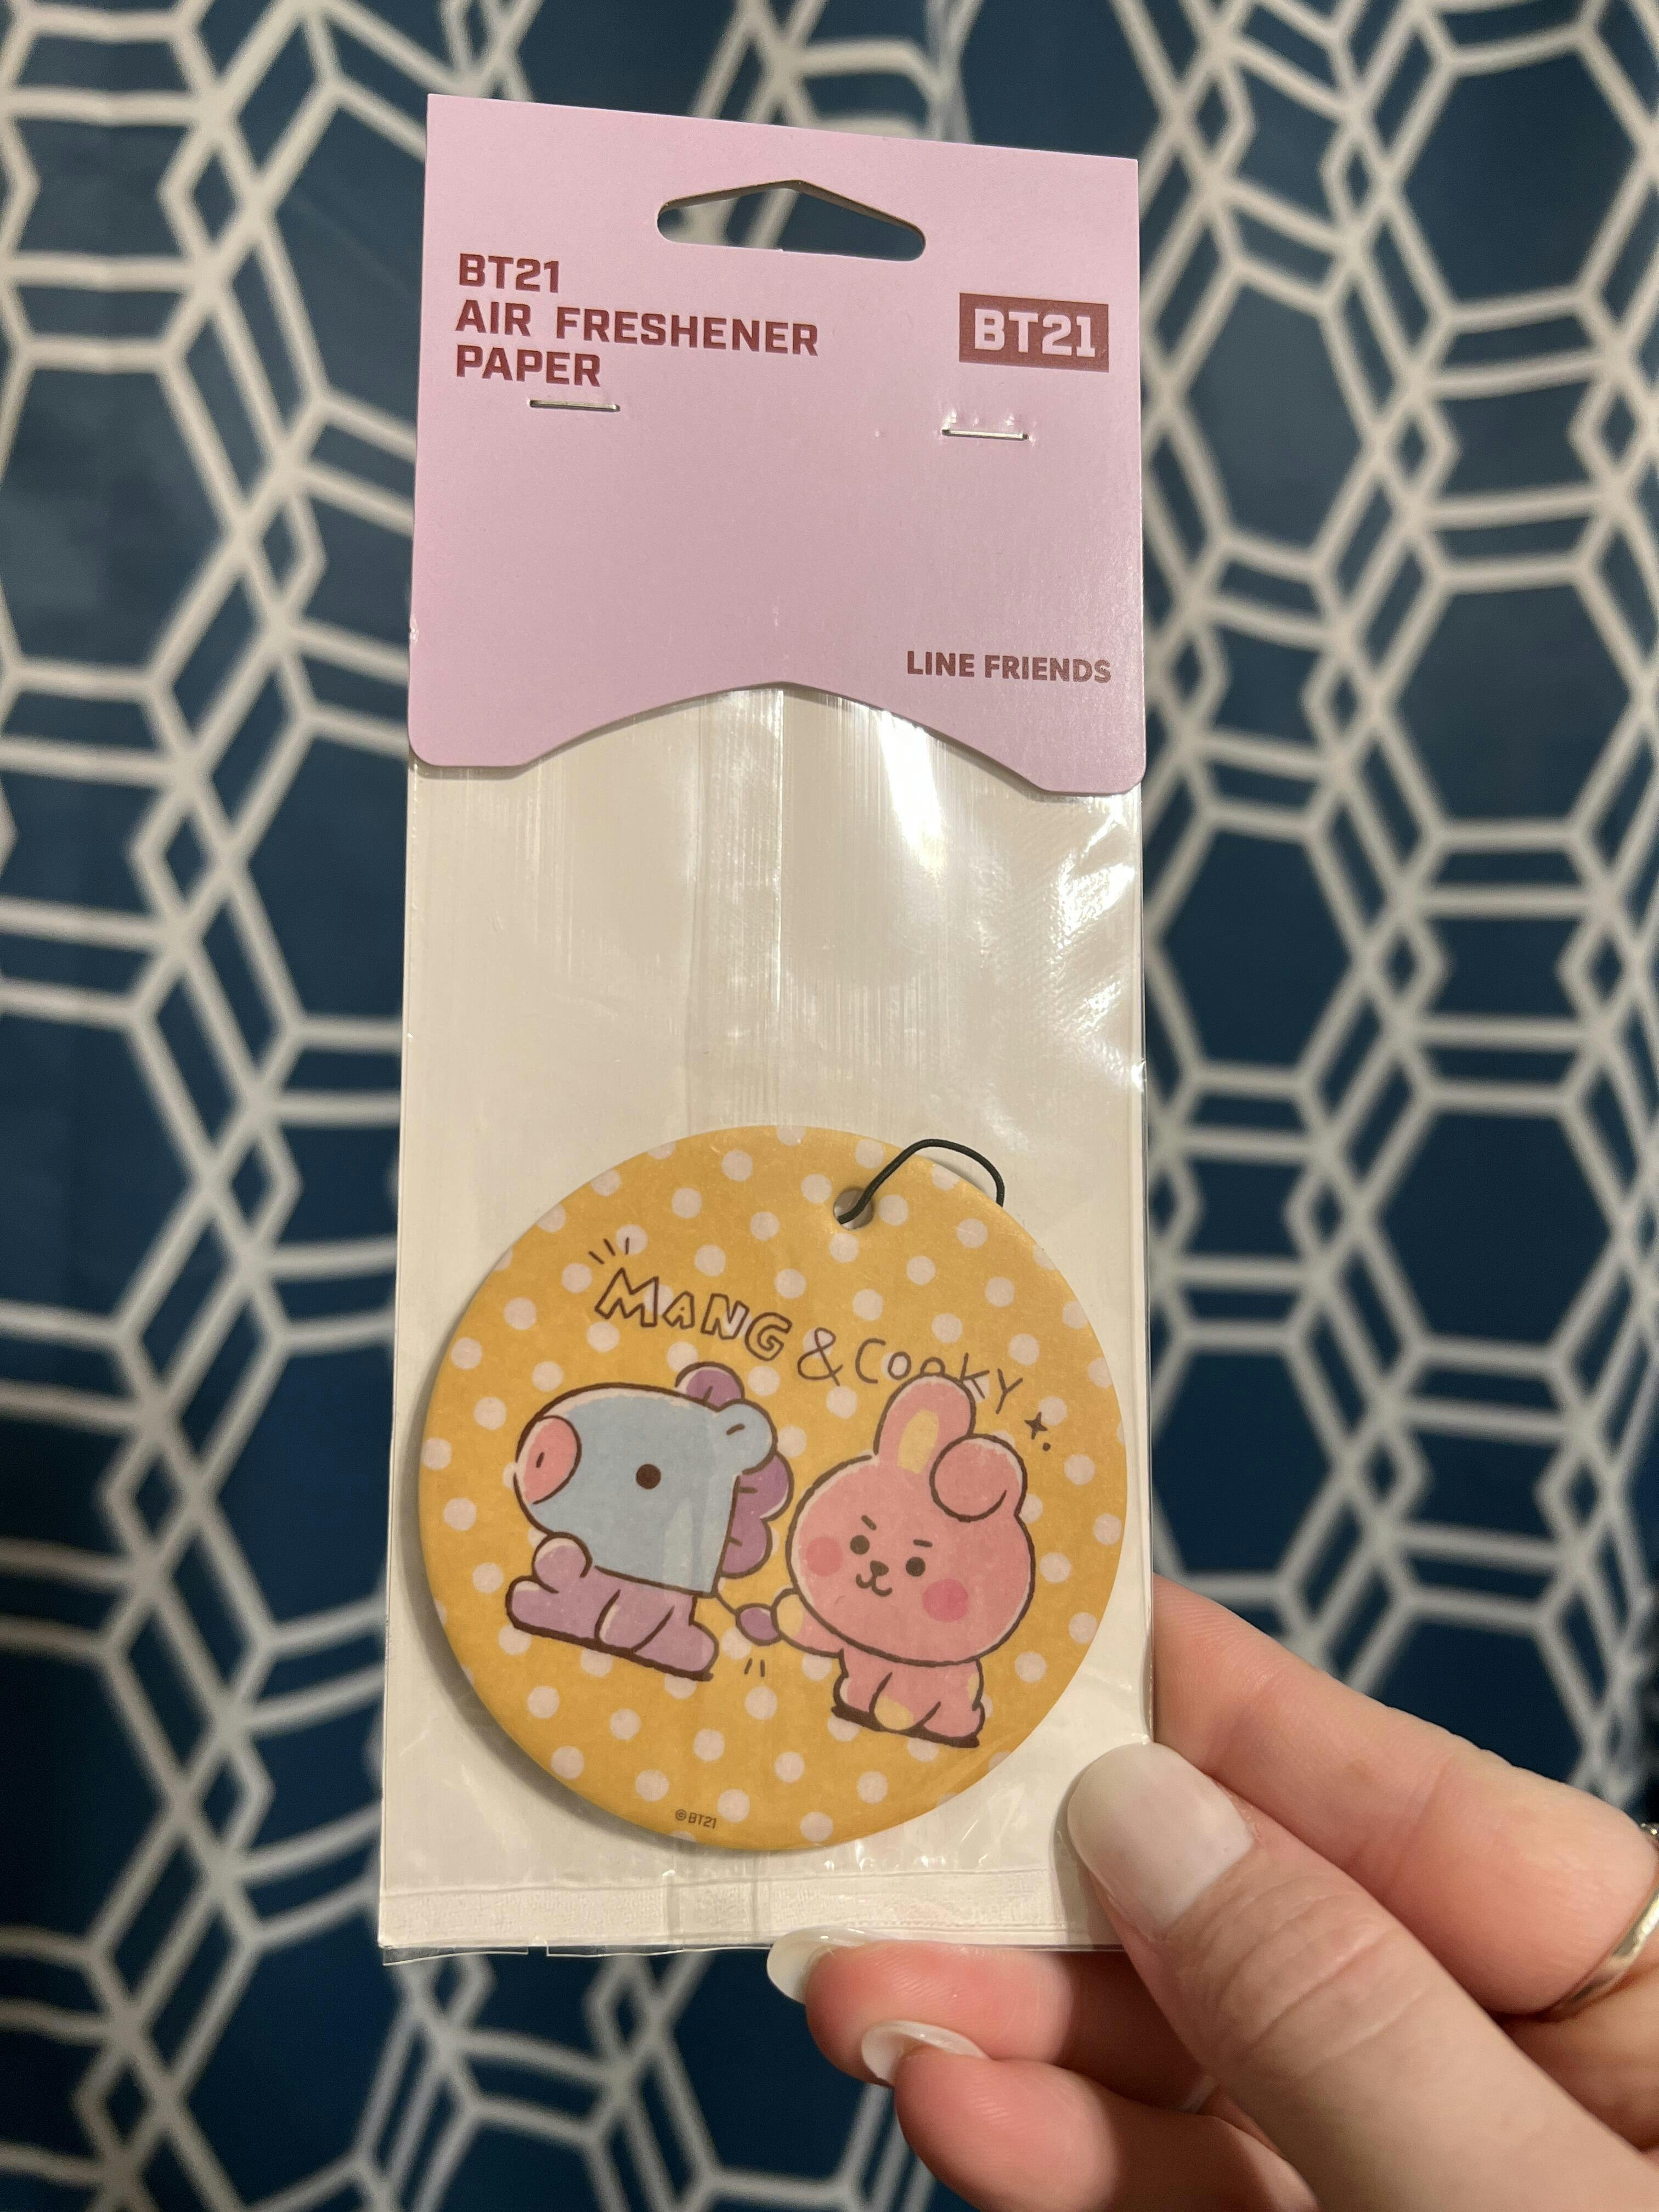 BT21
AIR FRESHENER
PAPER
BT21
LINE FRIENDS
MANG & COOKY
©BT21